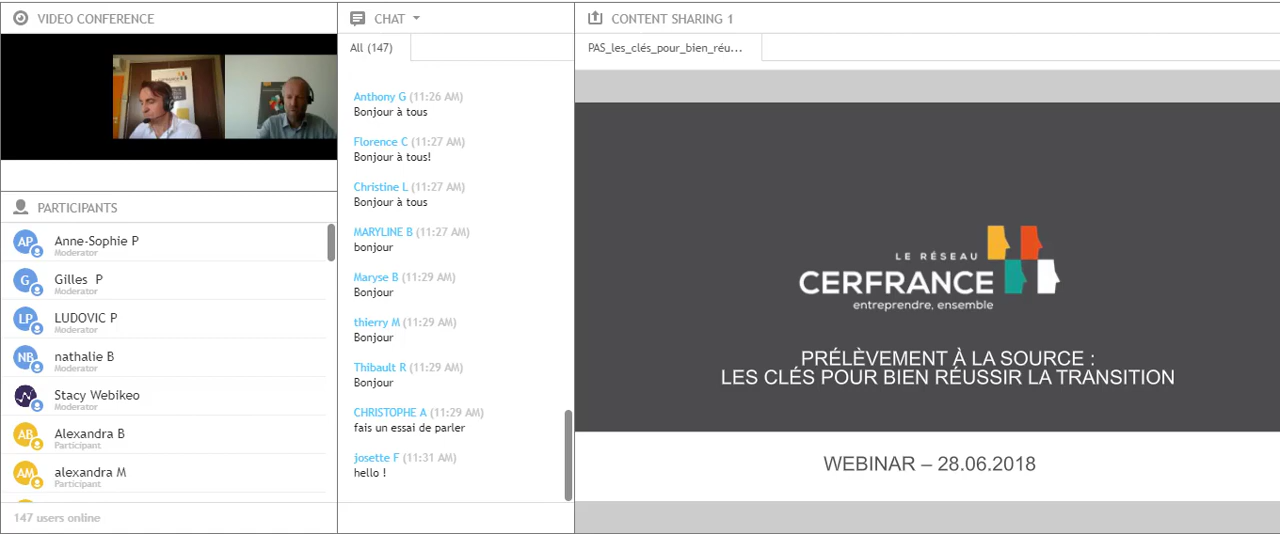 VIDEO CONFERENCE
PARTICIPANTS
AP
Anne-Sophie P
Moderator
G
Gilles P
Moderator
LP
LUDOVIC P
Moderator
NB
nathalie B
Moderator
Stacy Webikeo
Moderator
AB
Alexandra B
Participant
AM
alexandra M
Participant
147 users online
CHAT
All (147)
Anthony G (11:26 AM)
Bonjour à tous
Florence C (11:27 AM)
Bonjour à tous!
Christine L (11:27 AM)
Bonjour à tous
MARYLINE B (11:27 AM)
bonjour
Maryse B (11:29 AM)
Bonjour
thierry M (11:29 AM)
Bonjour
Thibault R (11:29 AM)
Bonjour
CHRISTOPHE A (11:29 AM)
fais un essai de parler
josette F (11:31 AM)
hello !
CONTENT SHARING 1
PAS_les_clés_pour_bien_réu...
LE RÉSEAU
CERFRANCE
entreprendre, ensemble
PRÉLÈVEMENT À LA SOURCE :
LES CLÉS POUR BIEN RÉUSSIR LA TRANSITION
WEBINAR – 28.06.2018